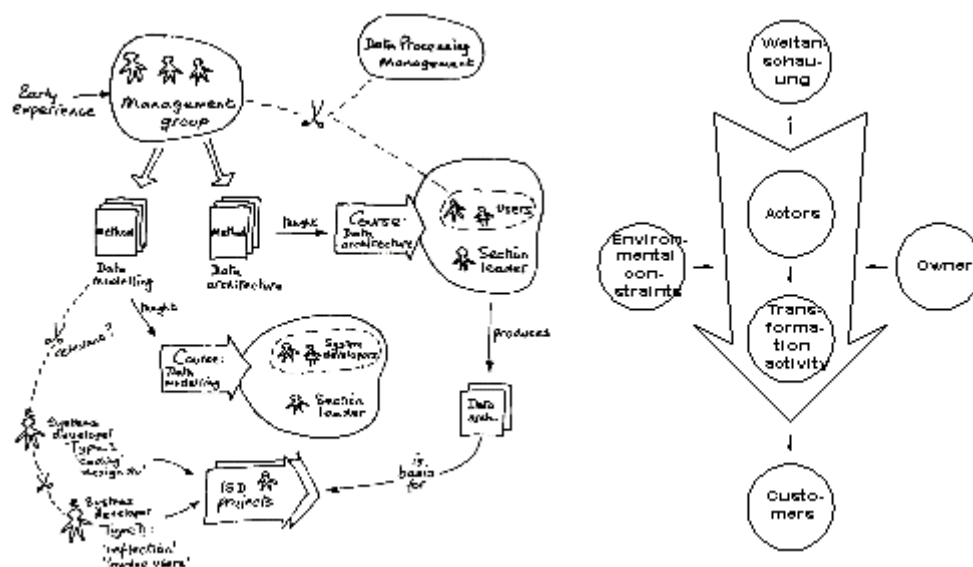 Early
experience
Management
group
Data Processing
Management
Method
Data
modelling
Method
Data
architecture
taught
Course:
Data
architecture
Users
Section
leader
taught
relevant?
Course:
Data
modelling
System
developers
Section
leader
produces
Data
arch.
is
basis
for
Systems
developer
Type I
'coding'
ISD
projects
Systems
developer
Type II:
'reflection'
users'
Weltan-
schau-
ung
Actors
Environ-
mental con-
straints
Owner
Trans-
forma-
tion
activity
Custo-
mers